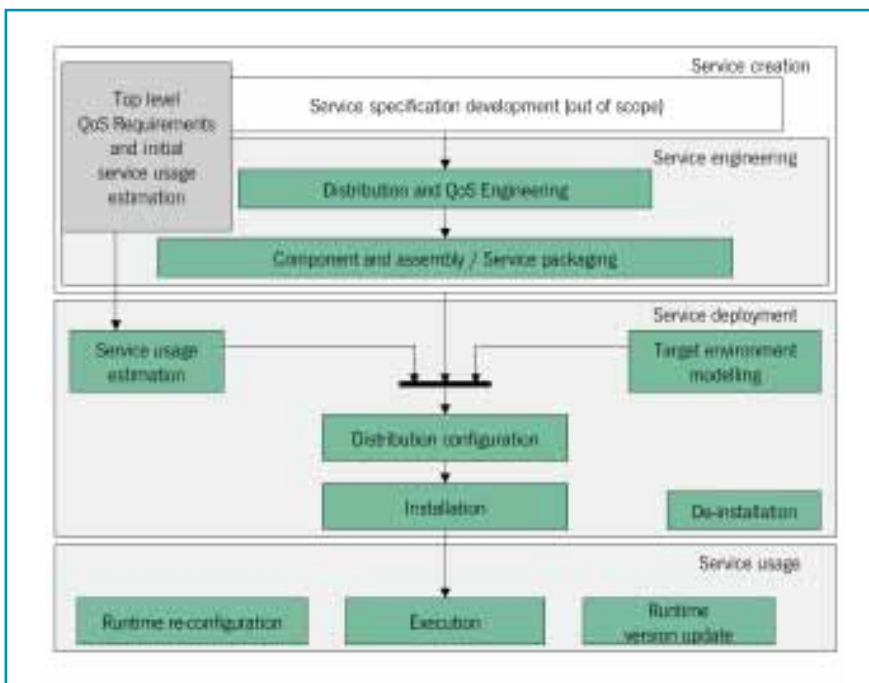 Service creation
Top level
QoS Requirements
and initial
service usage
estimation
Service specification development (out of scope)
Service engineering
Distribution and QoS Engineering
Component and assembly / Service packaging
Service deployment
Service usage
estimation
Target environment
modelling
Distribution configuration
Installation
De-installation
Service usage
Runtime re-configuration
Execution
Runtime
version update